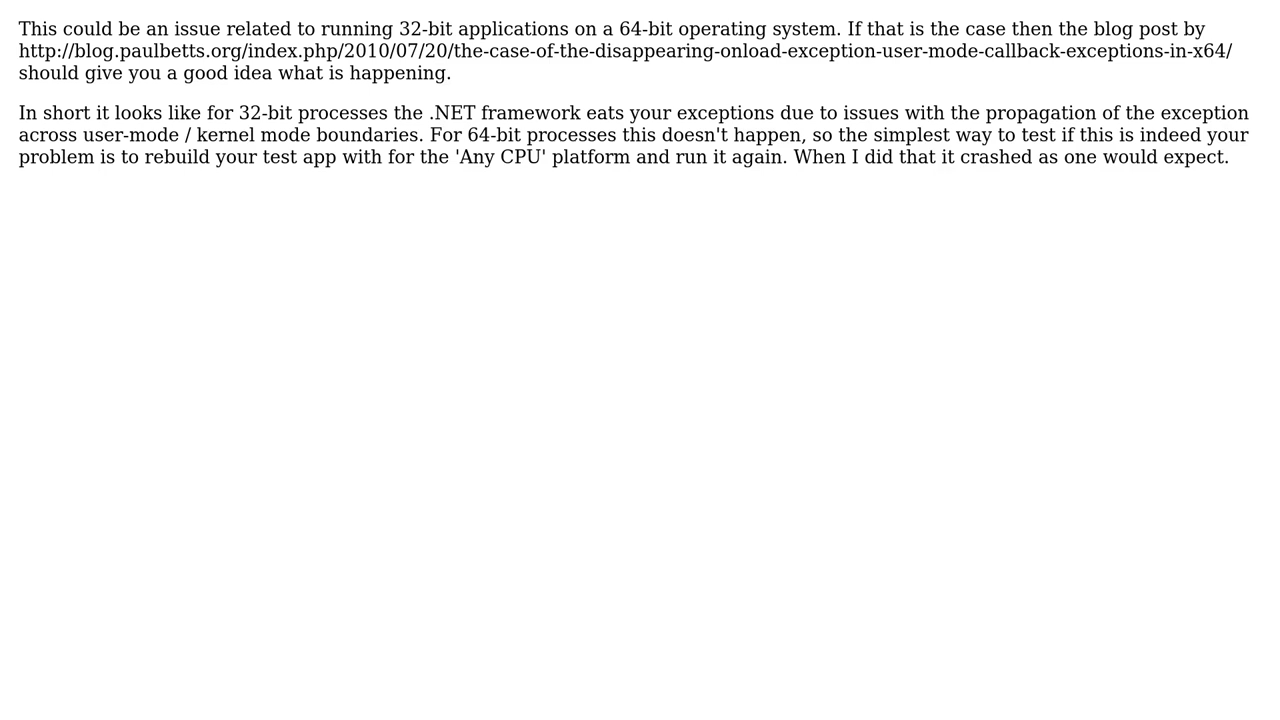 This could be an issue related to running 32-bit applications on a 64-bit operating system. If that is the case then the blog post by
http://blog.paulbetts.org/index.php/2010/07/20/the-case-of-the-disappearing-onload-exception-user-mode-callback-exceptions-in-x64/
should give you a good idea what is happening.
In short it looks like for 32-bit processes the .NET framework eats your exceptions due to issues with the propagation of the exception
across user-mode / kernel mode boundaries. For 64-bit processes this doesn't happen, so the simplest way to test if this is indeed your
problem is to rebuild your test app with for the 'Any CPU' platform and run it again. When I did that it crashed as one would expect.